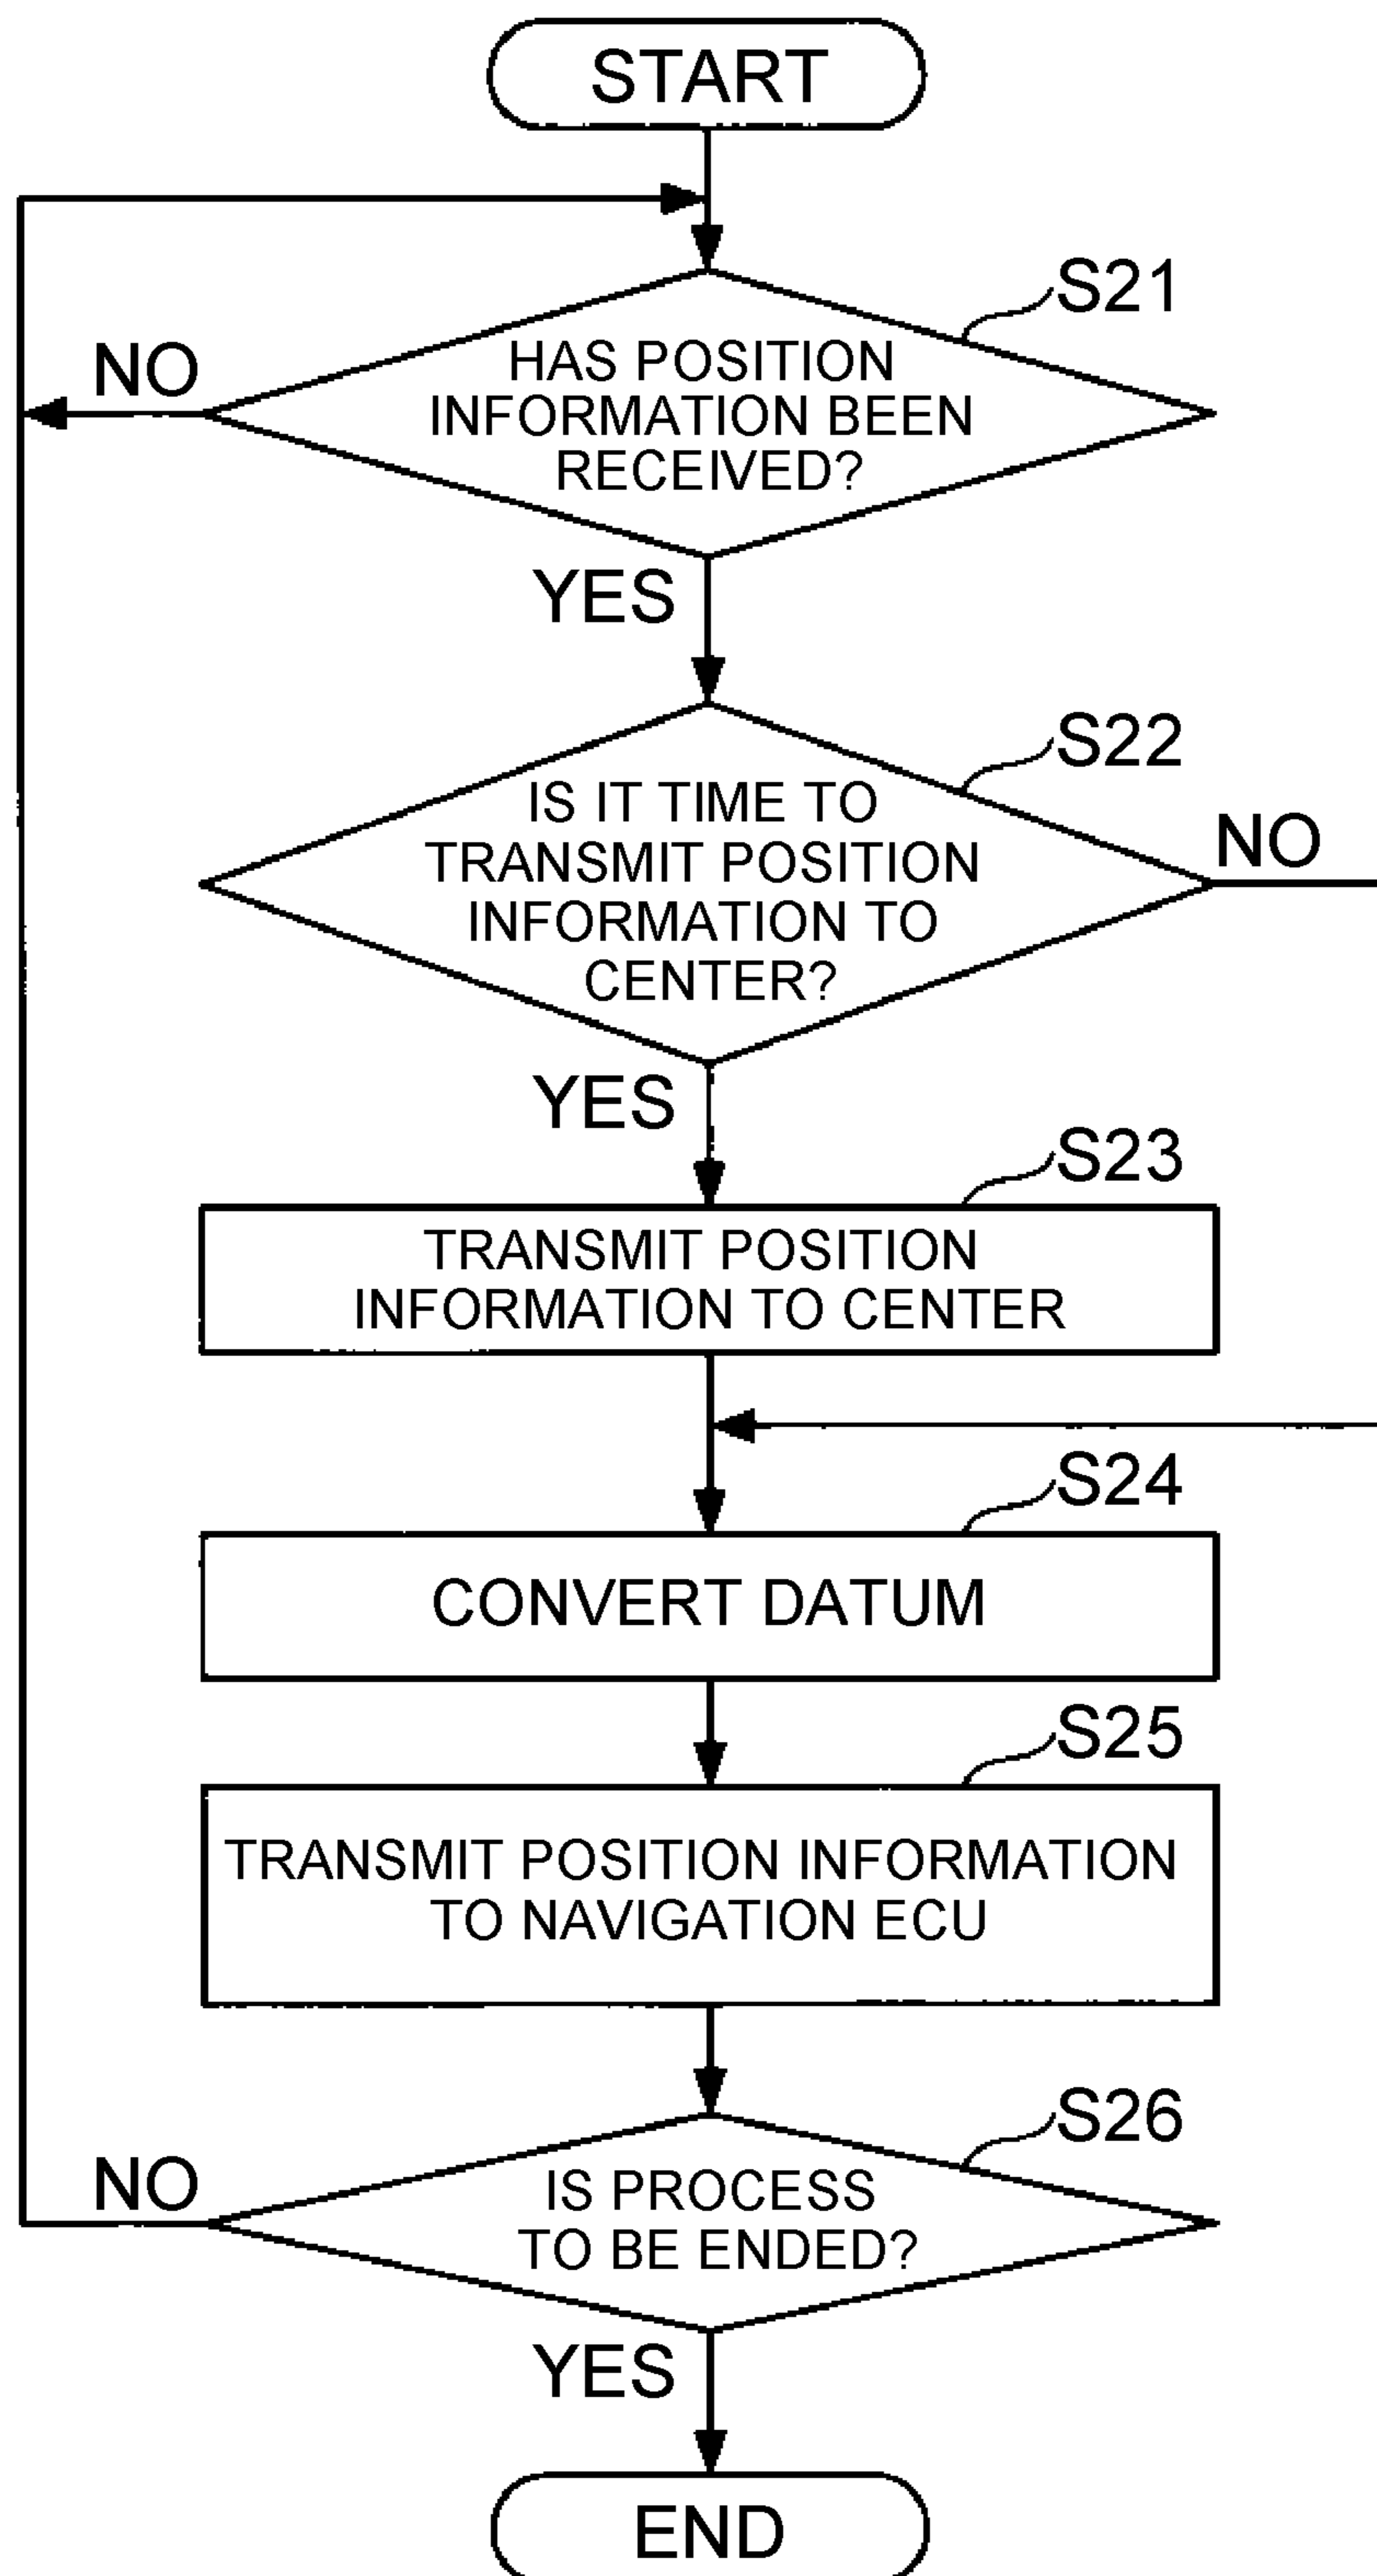 START
S21
HAS POSITION
NO
INFORMATION BEEN
RECEIVED?
YES
S22
IS IT TIME TO
NO
TRANSMIT POSITION
INFORMATION TO
CENTER?
YES
S23
TRANSMIT POSITION
INFORMATION TO CENTER
S24
CONVERT DATUM
S25
TRANSMIT POSITION INFORMATION
TO NAVIGATION ECU
S26
NO
IS PROCESS
TO BE ENDED?
YES
END